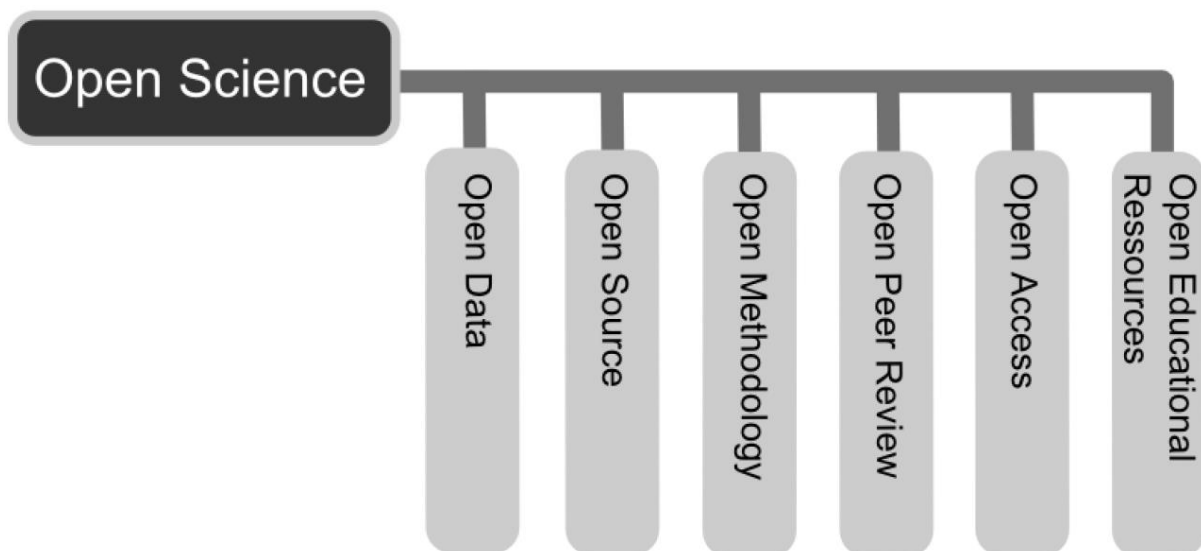 Open Science
Open Data
Open Source
Open Methodology
Open Peer Review
Open Access
Open Educational
Ressources